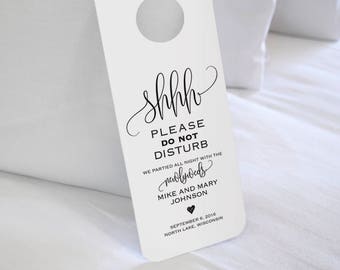 shhh
PLEASE
DO NOT
DISTURB
WE PARTIED ALL NIGHT WITH THE
newlyweds
MIKE AND MARY
JOHNSON
SEPTEMBER 6, 2016
NORTH LAKE, WISCONSIN